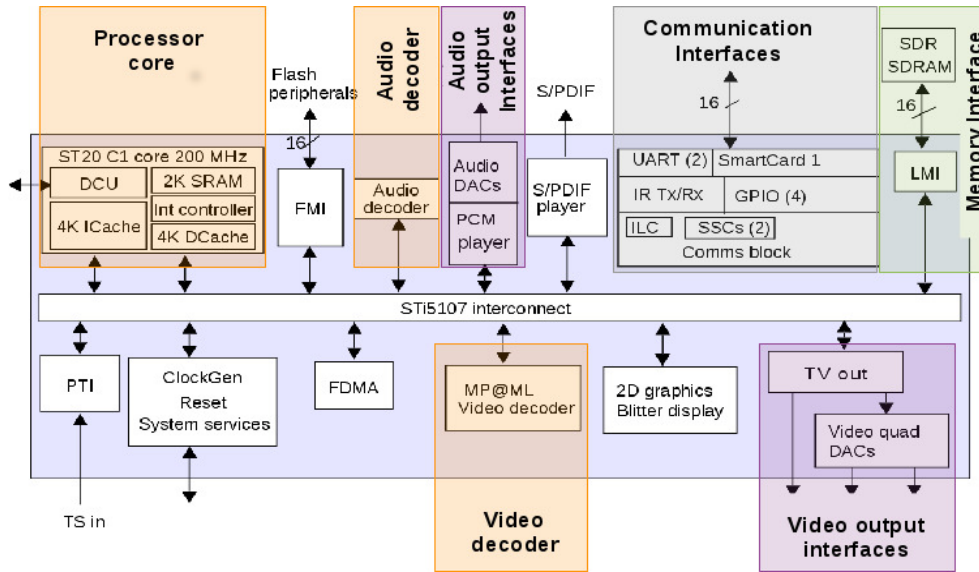 Processor
core
Flash
peripherals
16
Audio
decoder
Audio
output
Interfaces
S/PDIF
Communication
Interfaces
16
SDR
SDRAM
16
Memory Interface
ST20 C1 core 200 MHz
DCU
2K SRAM
Int controller
4K ICache
4K DCache
FMI
Audio
decoder
Audio
DACs
PCM
player
S/PDIF
player
UART (2)
SmartCard 1
IR Tx/Rx
GPIO (4)
ILC
SSCs (2)
Comms block
LMI
STi5107 interconnect
PTI
ClockGen
Reset
System services
FDMA
MP@ML
Video decoder
2D graphics
Blitter display
TV out
Video quad
DACs
TS in
Video
decoder
Video output
interfaces